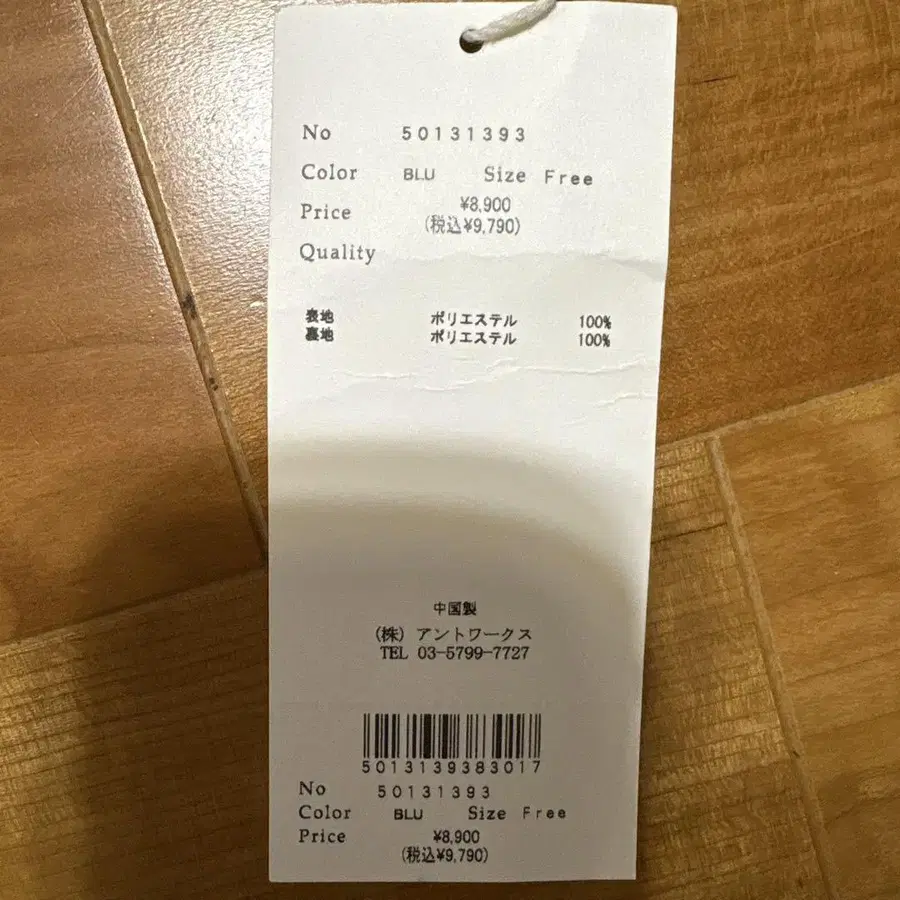 No 50131393
Color BLU Size Free
Price ¥8,900
(税込¥9,790)
Quality
表地 ポリエステル 100%
裏地 ポリエステル 100%
中国製
(株) アントワークス
TEL 03-5799-7727
5013139383017
No 50131393
Color BLU Size Free
Price ¥8,900
(税込¥9,790)